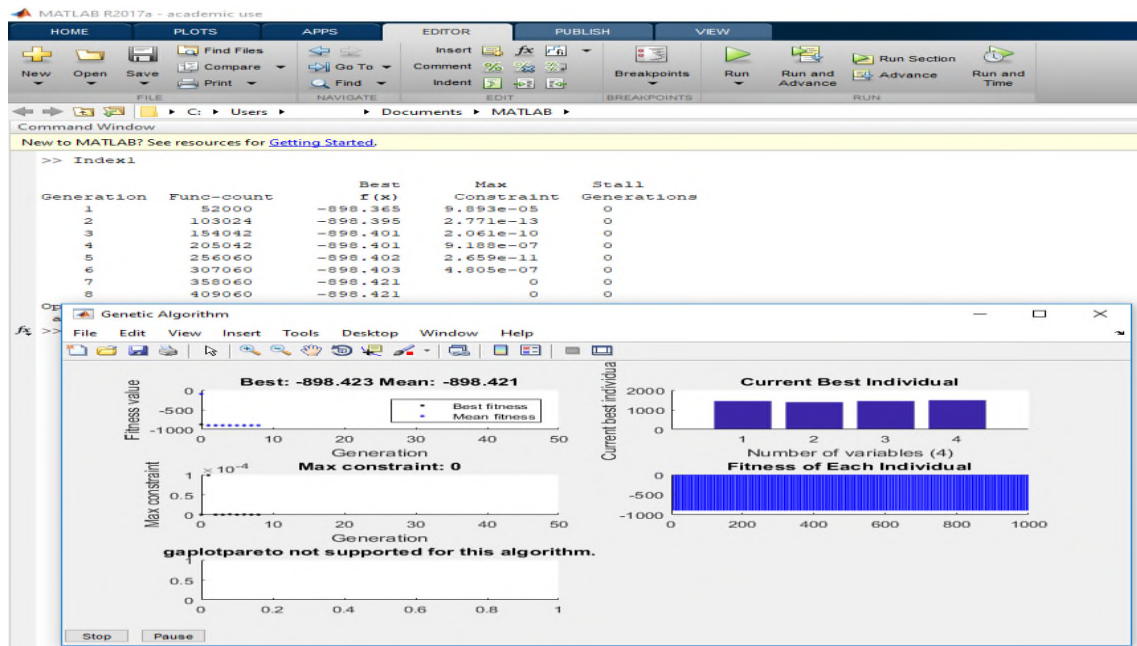 MATLAB R2017a - academic use
HOME PLOTS APPS EDITOR PUBLISH VIEW
New Open Save
Find Files
Compare
Print
Go To
Find
Insert fx
Comment
Indent
Breakpoints
Run
Run and Advance
Run Section
Advance
Run and Time
FILE NAVIGATE EDIT BREAKPOINTS RUN
C: Users Documents MATLAB
Command Window
New to MATLAB? See resources for Getting Started.
>> Index1
Best Max Stall
Generation Func-count f(x) Constraint Generations
1 52000 -898.365 9.893e-05 0
2 103024 -898.395 2.771e-13 0
3 154042 -898.401 2.061e-10 0
4 205042 -898.401 9.188e-07 0
5 256060 -898.402 2.659e-11 0
6 307060 -898.403 4.805e-07 0
7 358060 -898.421 0 0
8 409060 -898.421 0 0
Op
a
fx >>
Genetic Algorithm
File Edit View Insert Tools Desktop Window Help
Best: -898.423 Mean: -898.421
Fitness value
0
-500
-1000
Best fitness
Mean fitness
0 10 20 30 40 50
Generation
Current Best Individual
Current best individua
2000
1000
0
1 2 3 4
Number of variables (4)
Max constraint: 0
Max constraint
× 10-4
1
0.5
0
0 10 20 30 40 50
Generation
Fitness of Each Individual
0
-500
-1000
0 200 400 600 800 1000
gaplotpareto not supported for this algorithm.
1
0.5
0
0 0.2 0.4 0.6 0.8 1
Stop Pause